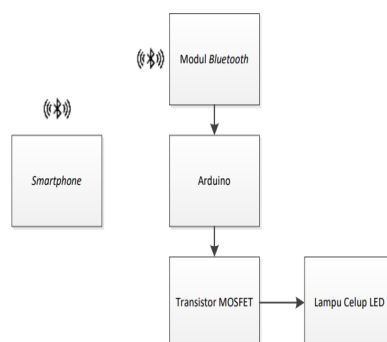 Modul Bluetooth
Smartphone
Arduino
Transistor MOSFET
Lampu Celup LED